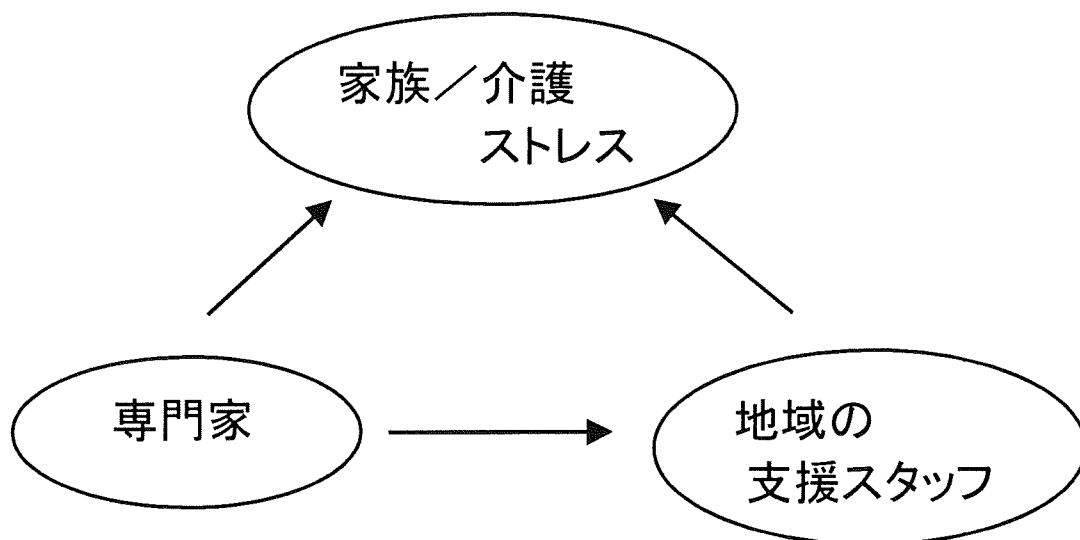 家族／介護
ストレス
専門家
地域の
支援スタッフ